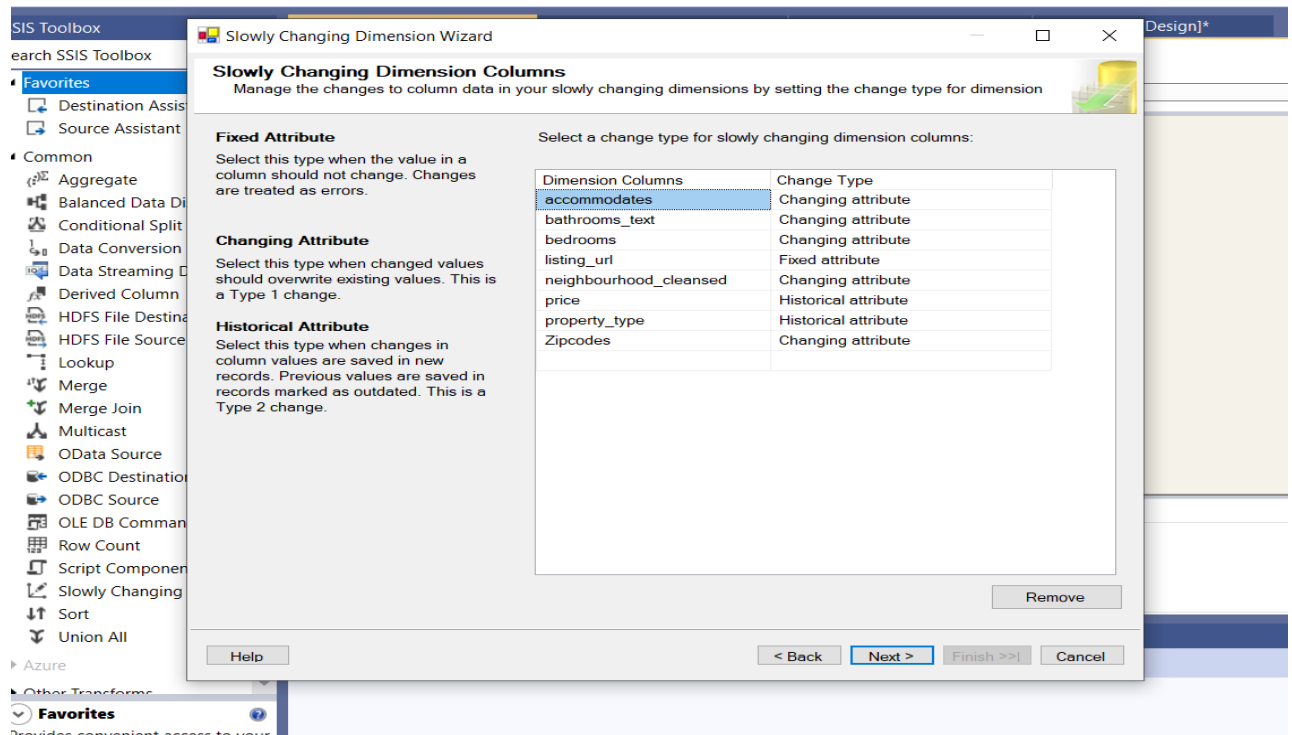 SIS Toolbox
earch SSIS Toolbox
Favorites
Destination Assis
Source Assistant
Common
Aggregate
Balanced Data Di
Conditional Split
Data Conversion
Data Streaming D
Derived Column
HDFS File Destina
HDFS File Source
Lookup
Merge
Merge Join
Multicast
OData Source
ODBC Destination
ODBC Source
OLE DB Comman
Row Count
Script Componen
Slowly Changing
Sort
Union All
Azure
Other Transforms
Favorites
Provides convenient access to your
Design]*
Slowly Changing Dimension Wizard
Slowly Changing Dimension Columns
Manage the changes to column data in your slowly changing dimensions by setting the change type for dimension
Fixed Attribute
Select this type when the value in a
column should not change. Changes
are treated as errors.
Changing Attribute
Select this type when changed values
should overwrite existing values. This is
a Type 1 change.
Historical Attribute
Select this type when changes in
column values are saved in new
records. Previous values are saved in
records marked as outdated. This is a
Type 2 change.
Select a change type for slowly changing dimension columns:
Dimension Columns Change Type
accommodates Changing attribute
bathrooms_text Changing attribute
bedrooms Changing attribute
listing_url Fixed attribute
neighbourhood_cleansed Changing attribute
price Historical attribute
property_type Historical attribute
Zipcodes Changing attribute
Remove
Help < Back Next > Finish >>| Cancel